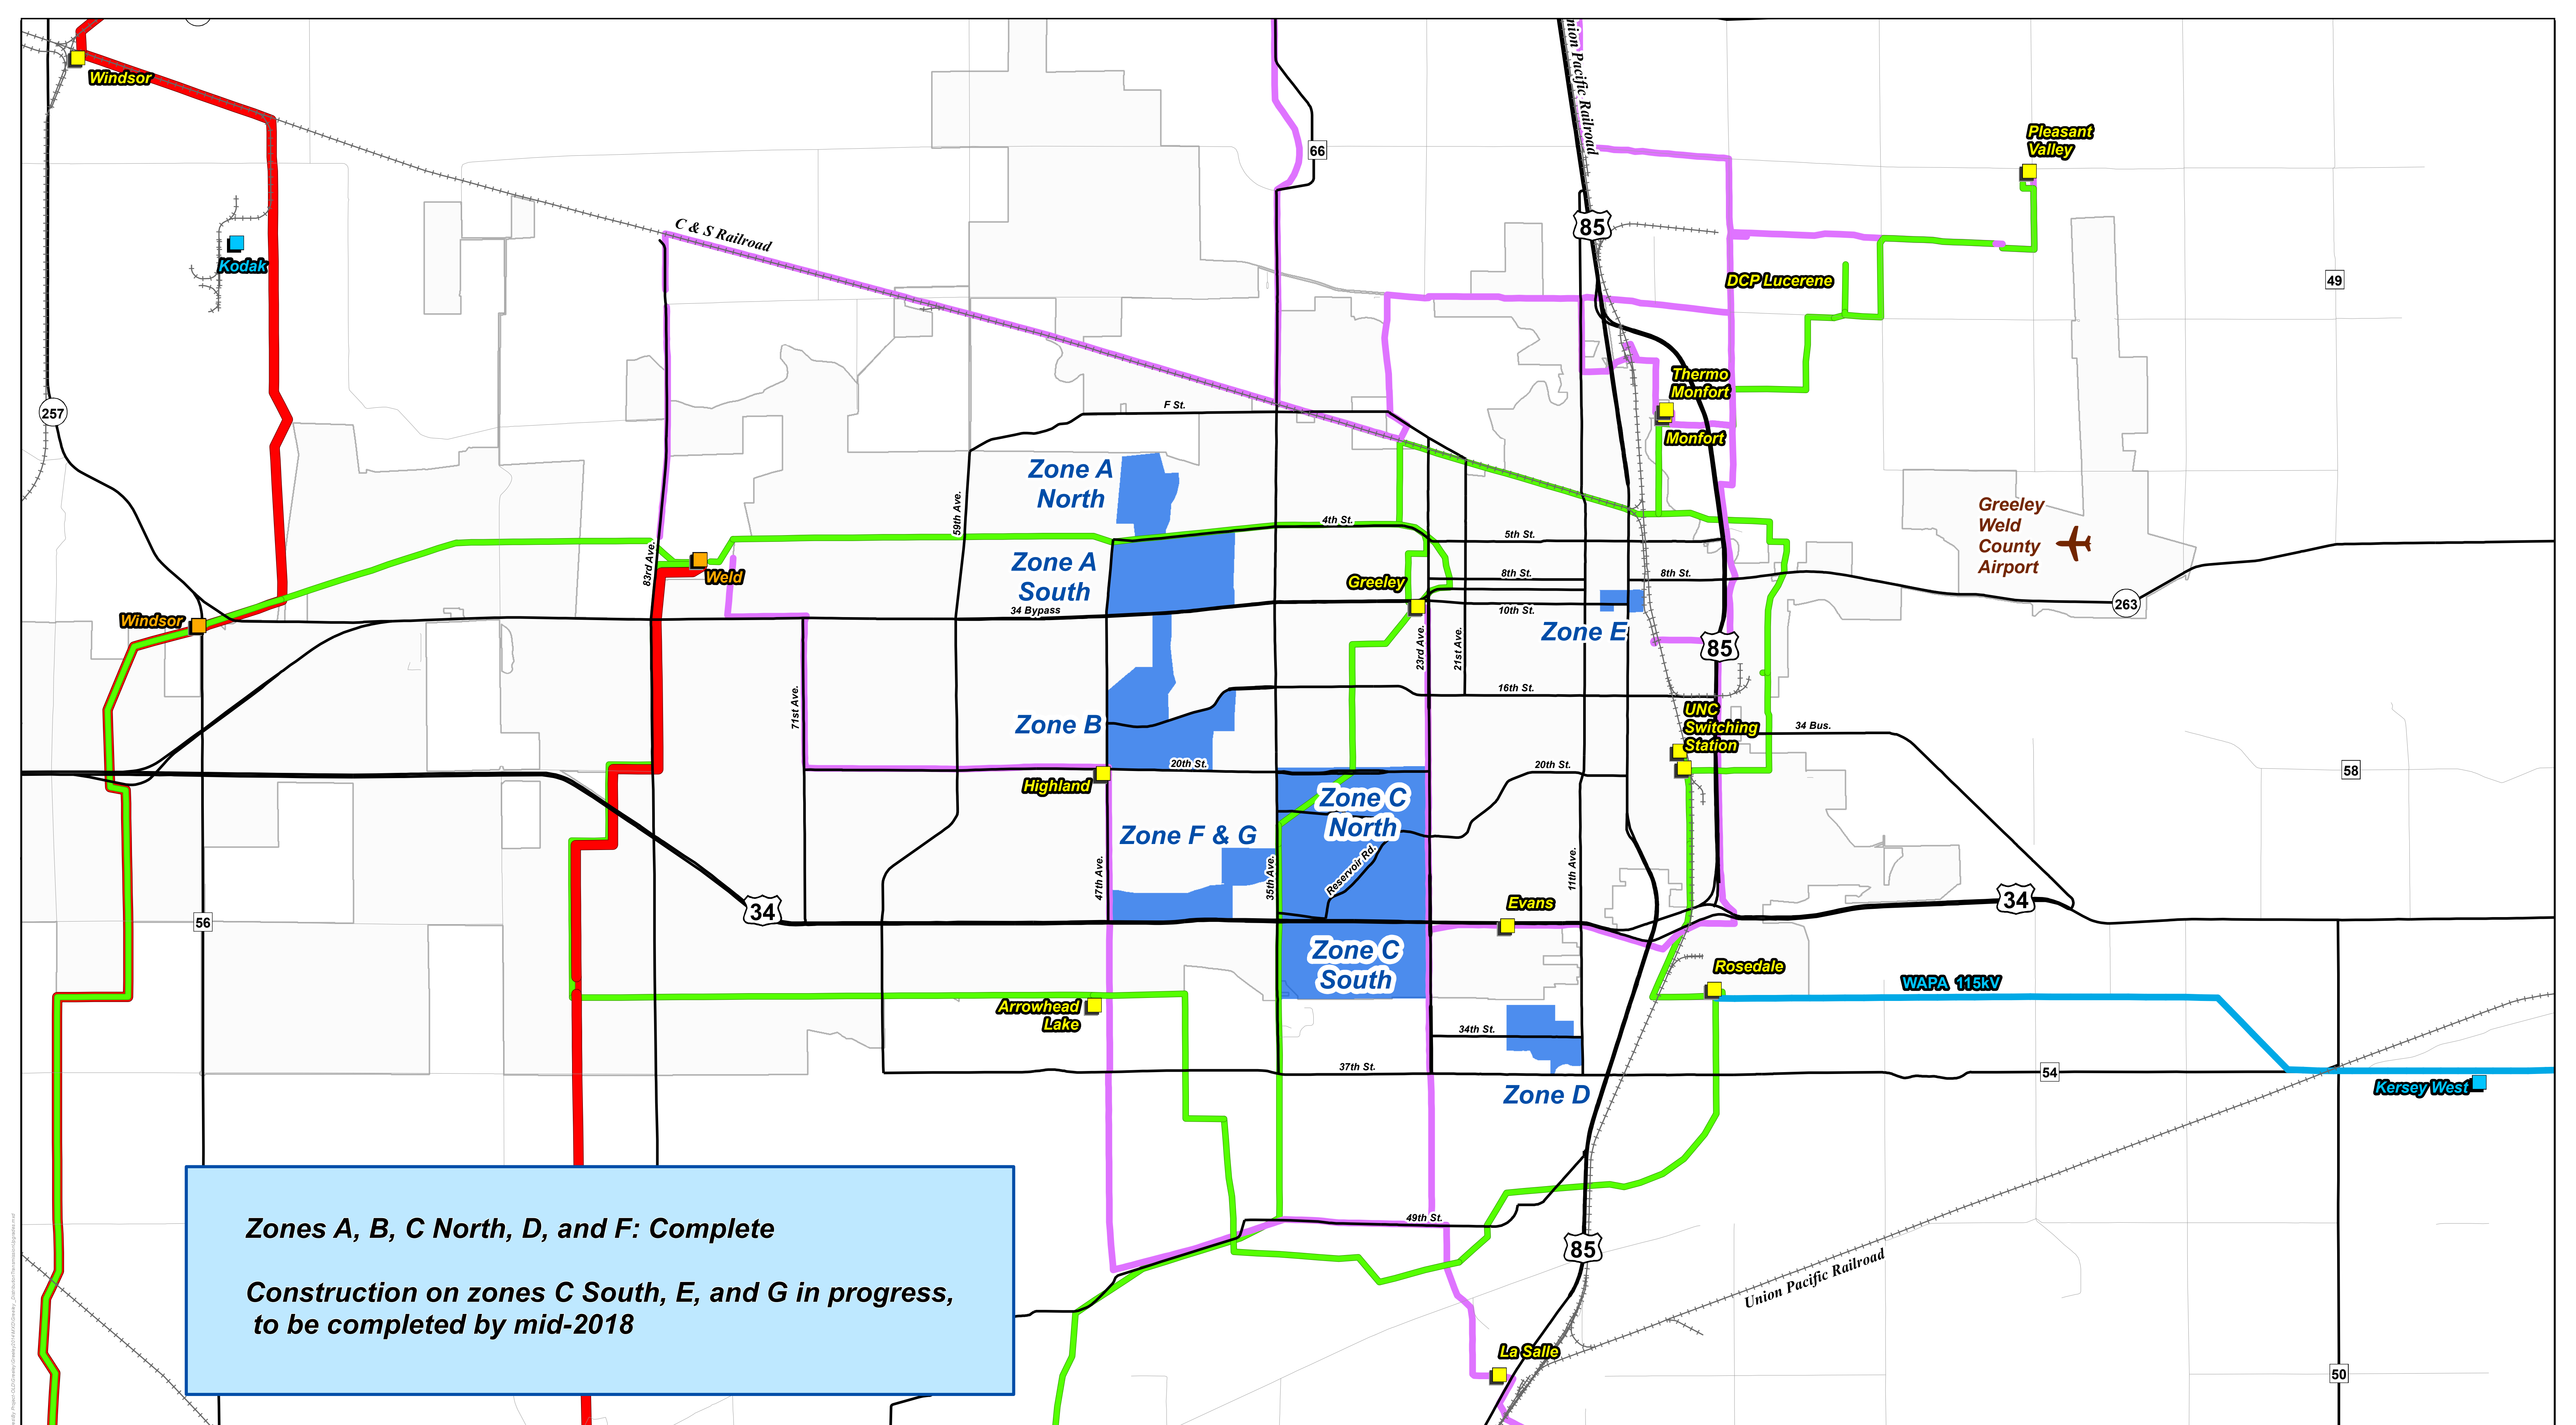 Windsor
nion Pacific Railroad
66
Pleasant
Valley
85
C & S Railroad
Kodak
DCP Lucerene
49
Thermo
Monfort
257
F St.
Monfort
Zone A
North
59th Ave.
Greeley
Weld
County
Airport
4th St.
5th St.
83rd Ave.
Zone A
South
Weld
Greeley
8th St.
8th St.
263
34 Bypass
10th St.
Windsor
Zone E
23rd Ave.
21st Ave.
85
71st Ave.
16th St.
Zone B
UNC
Switching
Station
34 Bus.
20th St.
20th St.
58
Highland
Zone C
North
Zone F & G
Reservoir Rd.
47th Ave.
35th Ave.
11th Ave.
34
Evans
34
56
Zone C
South
Rosedale
WAPA 115kV
Arrowhead
Lake
34th St.
37th St.
54
Kersey West
Zone D
49th St.
85
Union Pacific Railroad
La Salle
50
Zones A, B, C North, D, and F: Complete
Construction on zones C South, E, and G in progress,
to be completed by mid-2018